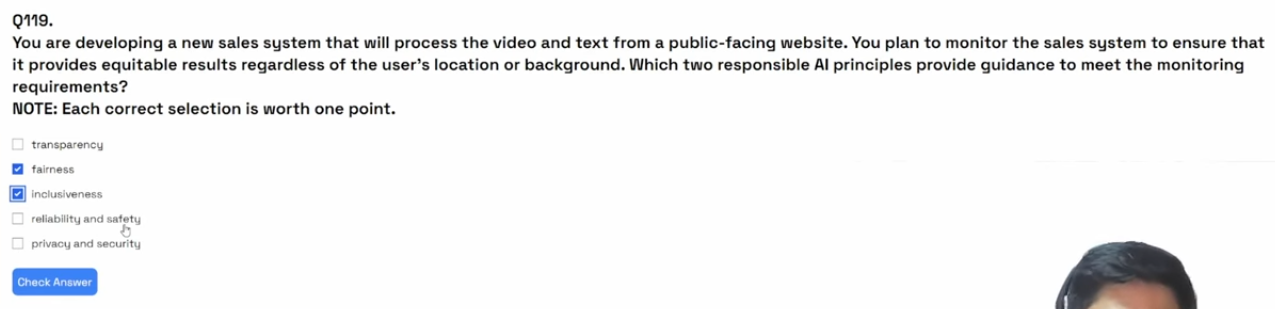 Q119.
You are developing a new sales system that will process the video and text from a public-facing website. You plan to monitor the sales system to ensure that
it provides equitable results regardless of the user's location or background. Which two responsible AI principles provide guidance to meet the monitoring
requirements?
NOTE: Each correct selection is worth one point.
transparency
fairness
inclusiveness
reliability and safety
privacy and security
Check Answer